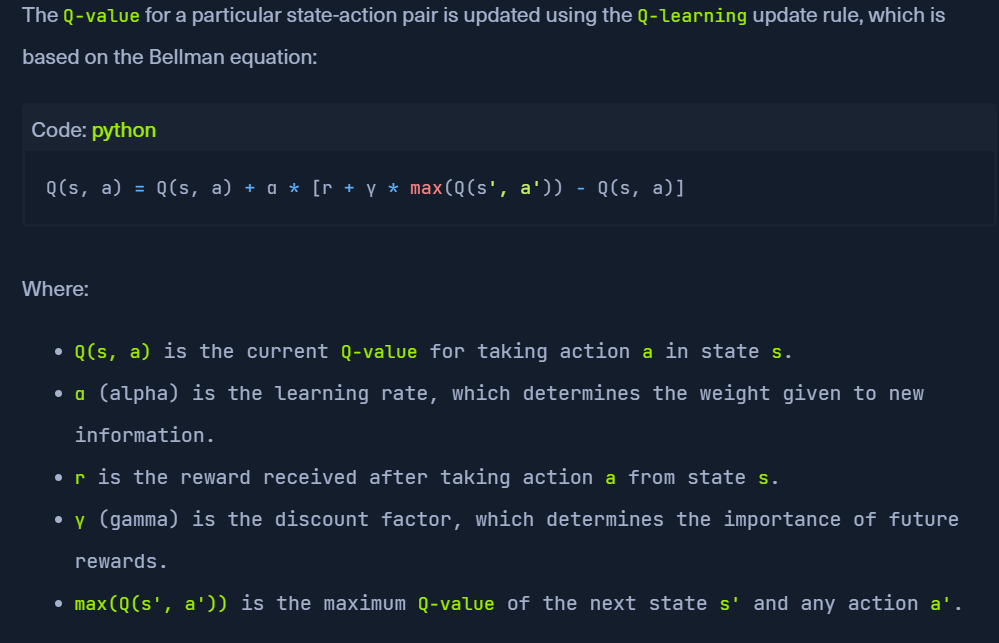 The Q-value for a particular state-action pair is updated using the Q-learning update rule, which is
based on the Bellman equation:
Code: python
Q(s, a) = Q(s, a) + α * [r + γ * max(Q(s', a')) - Q(s, a)]
Where:
• Q(s, a) is the current Q-value for taking action a in state s.
• α (alpha) is the learning rate, which determines the weight given to new
information.
• r is the reward received after taking action a from state s.
• γ (gamma) is the discount factor, which determines the importance of future
rewards.
• max(Q(s', a')) is the maximum Q-value of the next state s' and any action a'.